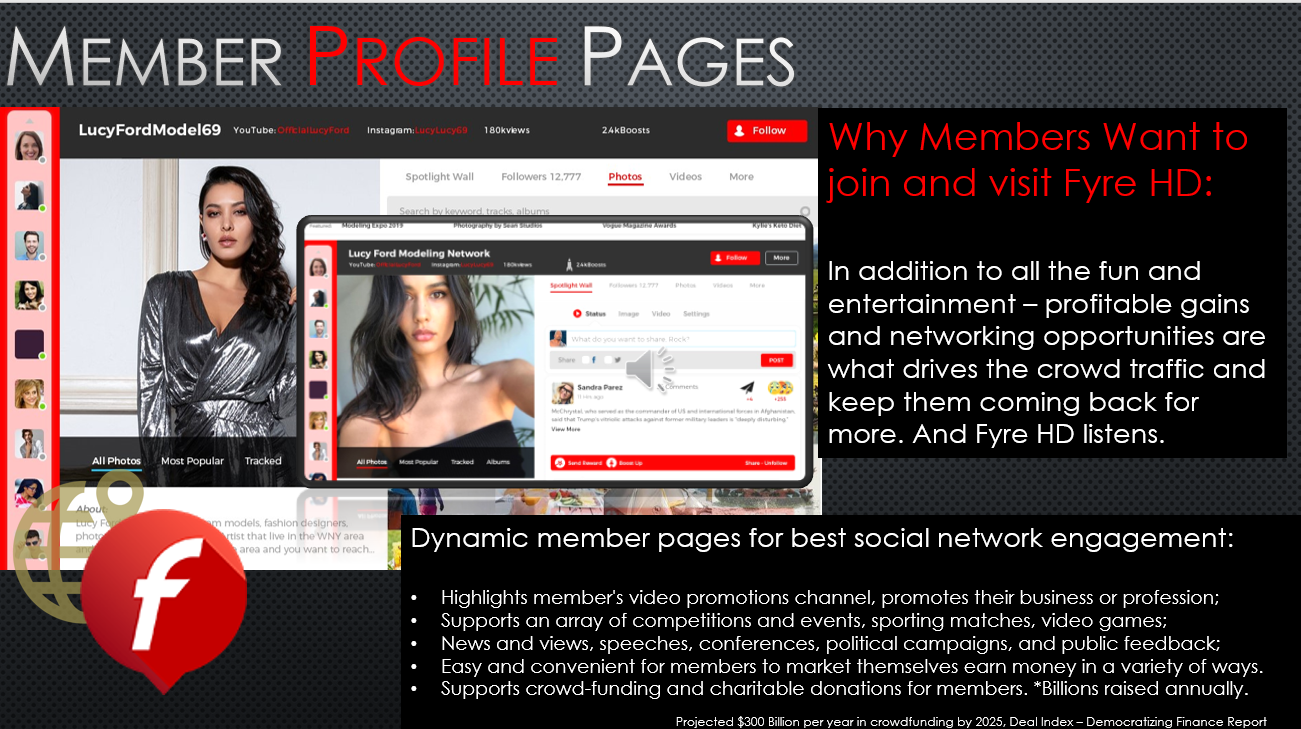 MEMBER PROFILE PAGES
LucyFordModel69 YouTube: OfficialLucyFord Instagram: LucyLucy69 180kviews 2.4kBoosts Follow
Spotlight Wall Followers 12,777 Photos Videos More
Search by keyword, tracks, albums
All Photos Most Popular Tracked
About
Lucy For
m models, fashion designers,
photo
rtist that live in the WNY area
and
area and you want to reach...
Featured Modeling Expo 2019 Photography by Sean Studios Vogue Magazine Awards Kylie's Keto Diet
Lucy Ford Modeling Network
YouTube: Instagram: 180kviews 2.4kBoosts Follow More
Spotlight Wall Followers 12,777 Photos Videos More
Status Image Video Settings
What do you want to share, Rock?
Share POST
Sandra Parez Comments
11 hrs ago +6 +258
McChrystal, who served as the commander of US and international forces in Afghanistan,
said that Trump's vitriolic attacks against former military leaders is "deeply disturbing."
View More
All Photos Most Popular Tracked Albums
Send Reward Boost Up Share - Unfollow
Why Members Want to
join and visit Fyre HD:
In addition to all the fun and
entertainment – profitable gains
and networking opportunities are
what drives the crowd traffic and
keep them coming back for
more. And Fyre HD listens.
f
Dynamic member pages for best social network engagement:
• Highlights member's video promotions channel, promotes their business or profession;
• Supports an array of competitions and events, sporting matches, video games;
• News and views, speeches, conferences, political campaigns, and public feedback;
• Easy and convenient for members to market themselves earn money in a variety of ways.
• Supports crowd-funding and charitable donations for members. *Billions raised annually.
Projected $300 Billion per year in crowdfunding by 2025, Deal Index – Democratizing Finance Report